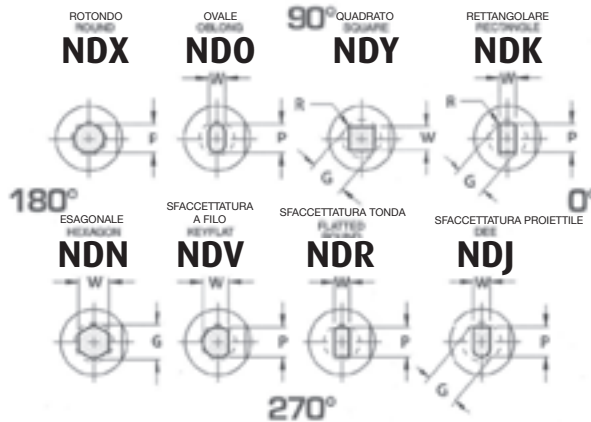 ROTONDO
ROUND
NDX
OVALE
OBLONG
NDO
90°
QUADRATO
SQUARE
NDY
RETTANGOLARE
RECTANGLE
NDK
W
P
P
R
W
G
W
R
P
G
180°
0°
ESAGONALE
HEXAGON
NDN
SFACCETTATURA
A FILO
KEYFLAT
NDV
SFACCETTATURA TONDA
FLATTED
ROUND
NDR
SFACCETTATURA PROIETTILE
DEE
NDJ
W
G
W
P
W
P
W
P
G
270°